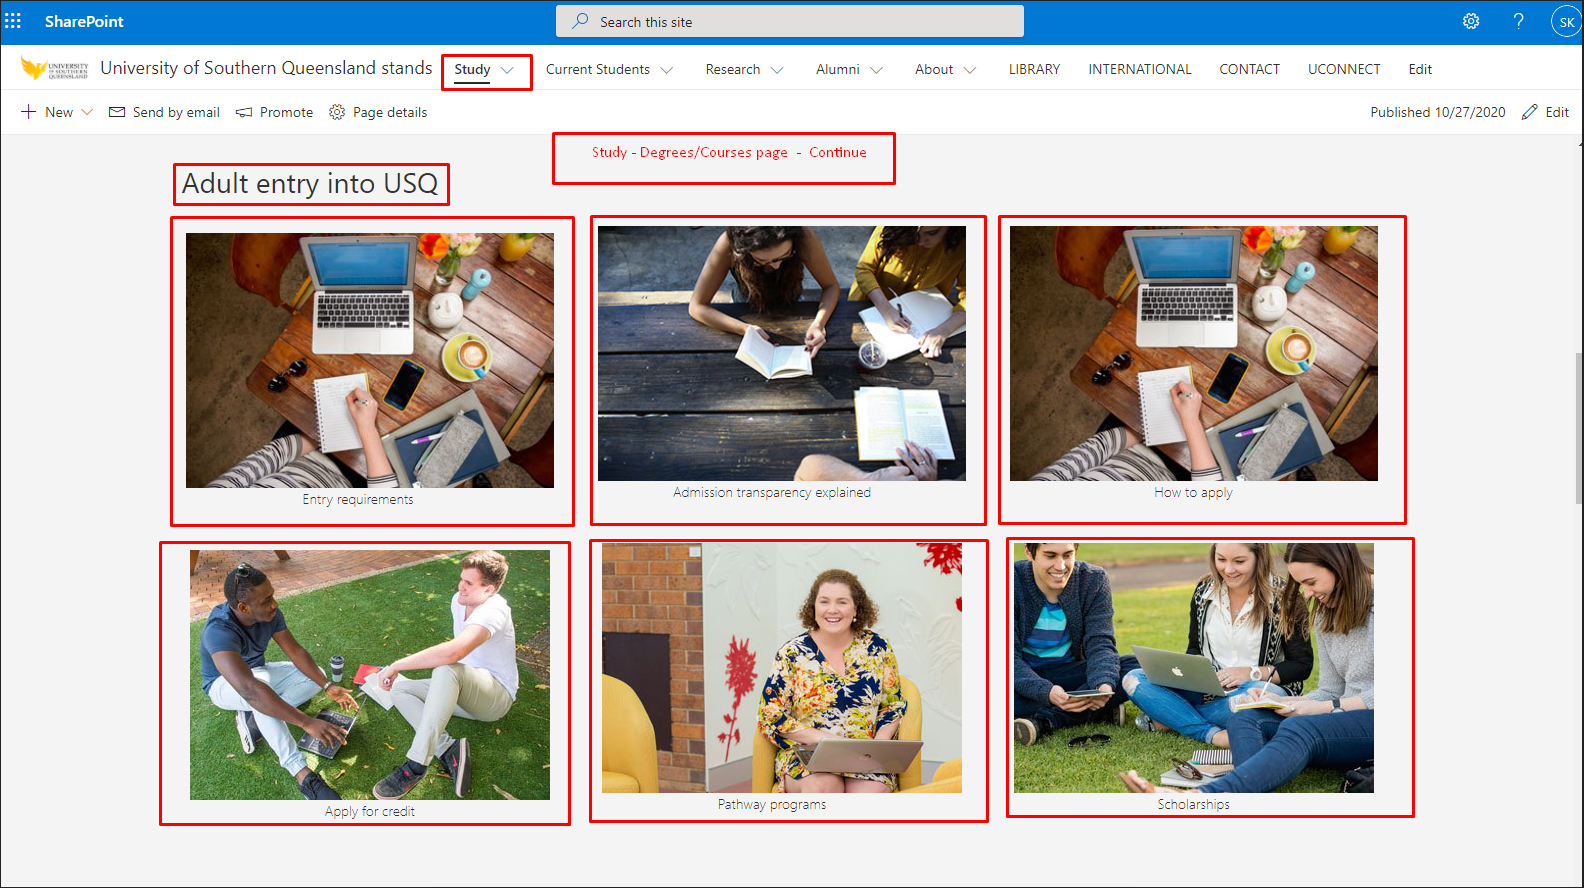 SharePoint
Search this site
SK
UNIVERSITY
OF SOUTHERN
QUEENSLAND
University of Southern Queensland stands
Study
Current Students
Research
Alumni
About
LIBRARY
INTERNATIONAL
CONTACT
UCONNECT
Edit
New
Send by email
Promote
Page details
Published 10/27/2020
Edit
Study - Degrees/Courses page - Continue
Adult entry into USQ
Entry requirements
Admission transparency explained
How to apply
Apply for credit
Pathway programs
Scholarships